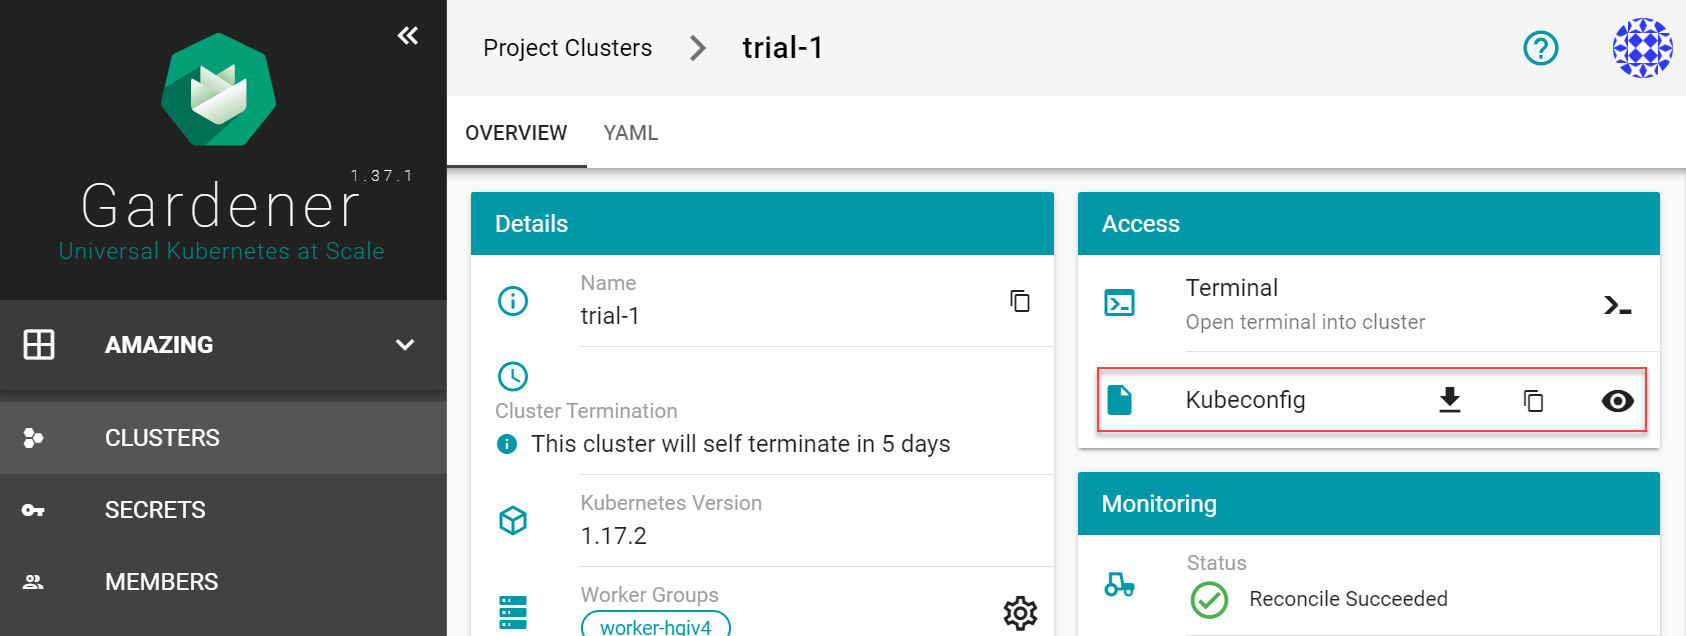 1.37.1
Gardener
Universal Kubernetes at Scale
AMAZING
CLUSTERS
SECRETS
MEMBERS
Project Clusters
trial-1
OVERVIEW
YAML
Details
Name
trial-1
Cluster Termination
This cluster will self terminate in 5 days
Kubernetes Version
1.17.2
Worker Groups
worker-hgiv4
Access
Terminal
Open terminal into cluster
Kubeconfig
Monitoring
Status
Reconcile Succeeded